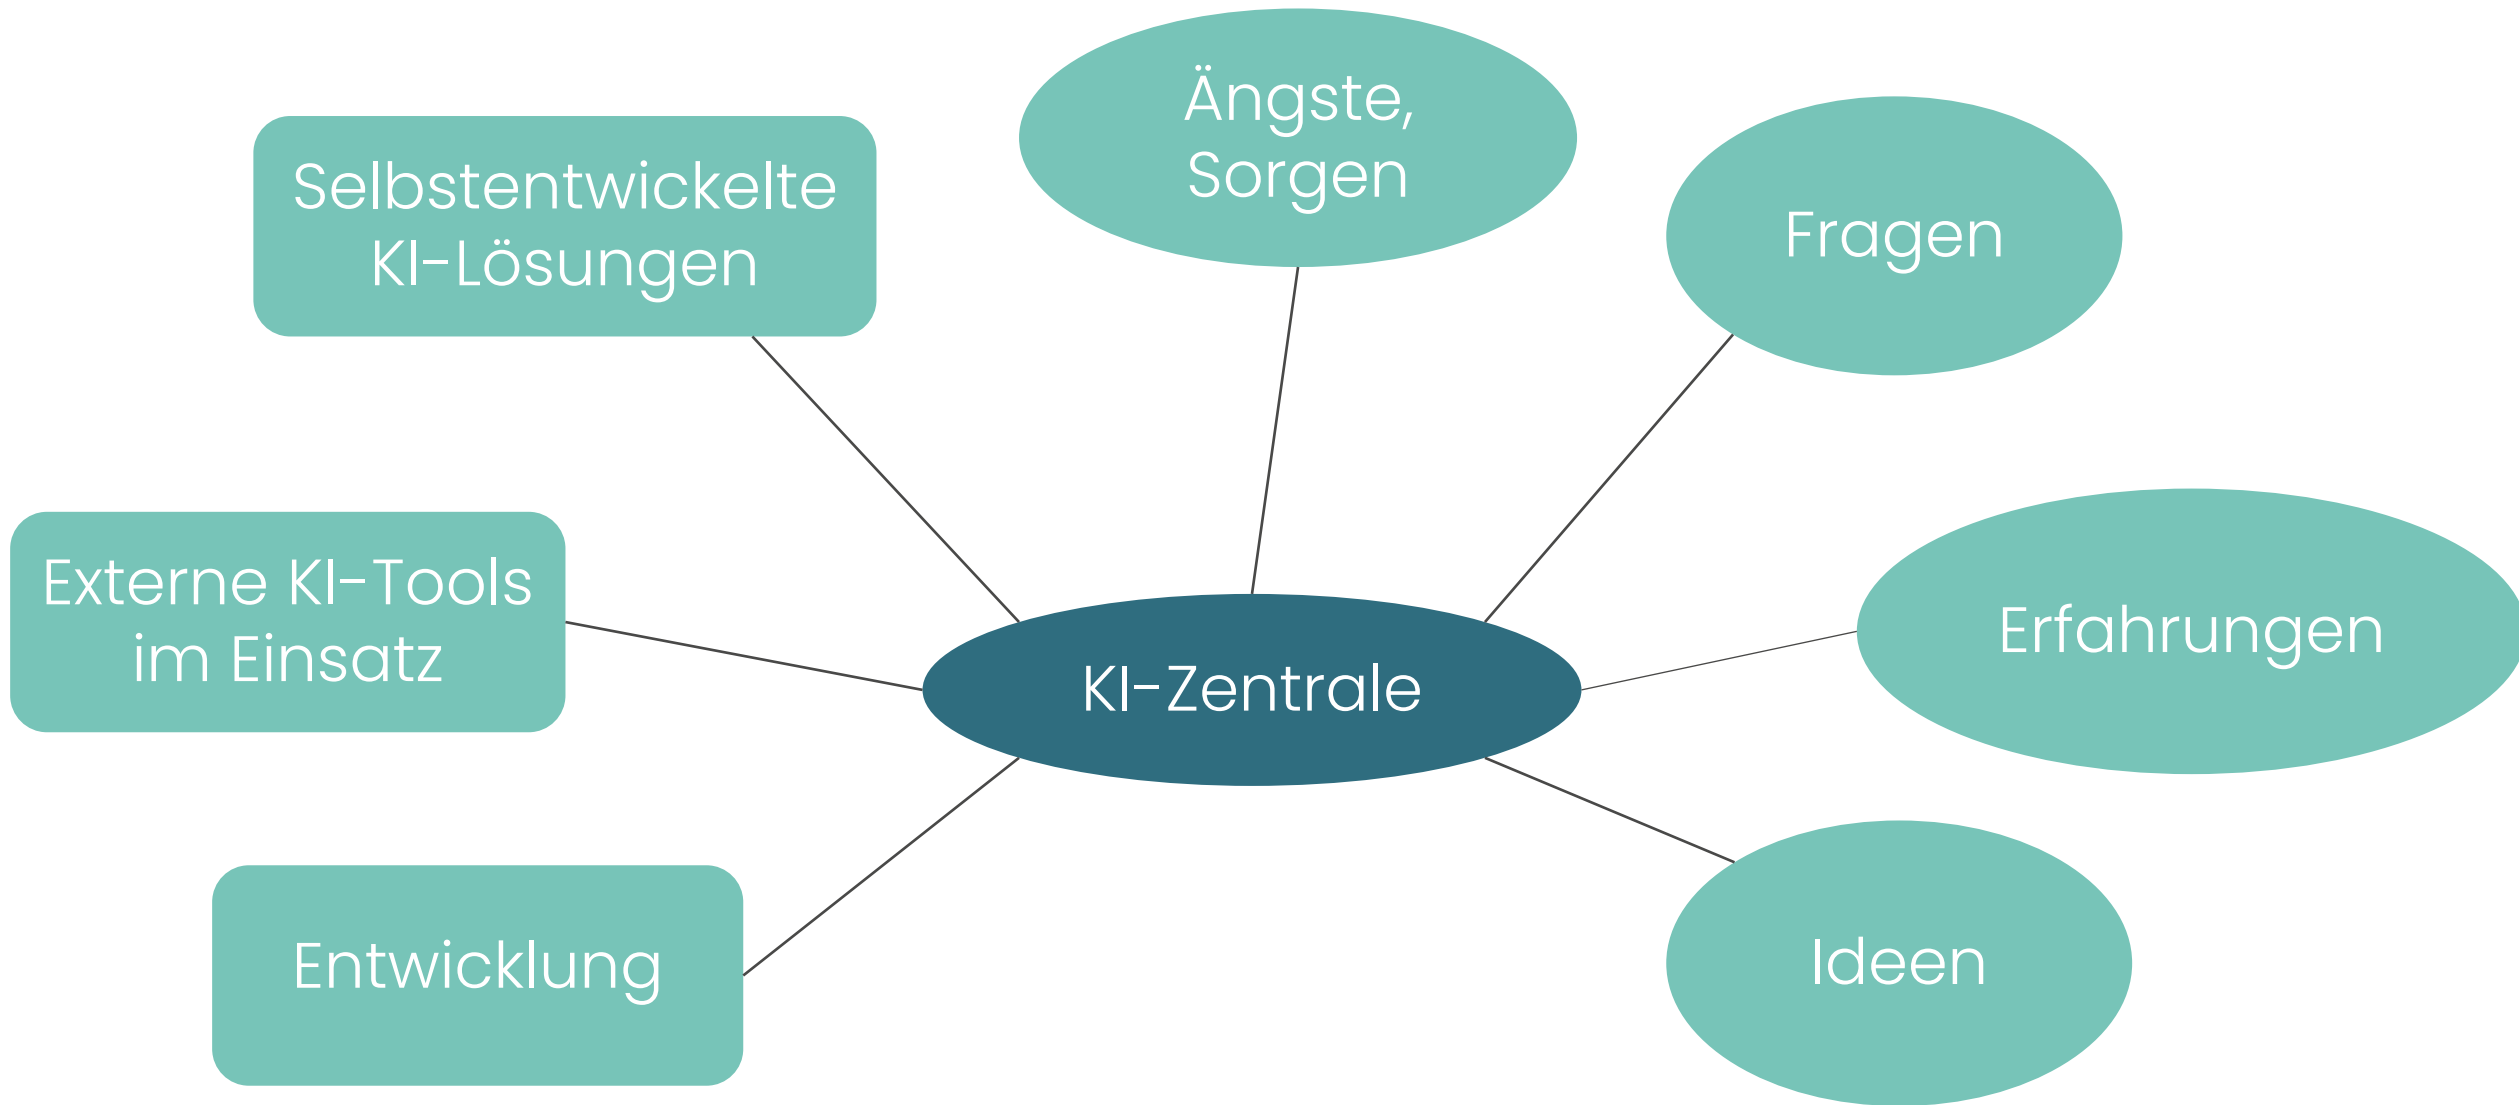 Ängste,
Sorgen
Selbstentwickelte
KI-Lösungen
Fragen
Externe KI-Tools
im Einsatz
Erfahrungen
KI-Zentrale
Entwicklung
Ideen